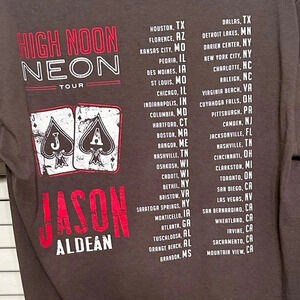 HIGH NOON
NEON
TOUR
J A
JASON
ALDEAN
HOUSTON, TX
FLORENCE, AZ
KANSAS CITY, MO
PEORIA, IL
DES MOINES, IA
ST LOUIS, MO
CHICAGO, IL
INDIANAPOLIS, IN
COLUMBIA, MD
HARTFORD, CT
BOSTON, MA
BANGOR, ME
NASHVILLE, TN
OSHKOSH, WI
CADOTT, WI
BETHEL, NY
BRISTOW, VA
SARATOGA SPRINGS, NY
MONTICELLO, IA
ATLANTA, GA
TUSCALOOSA, AL
ORANGE BEACH, AL
BRANDON, MS
DALLAS, TX
DETROIT LAKES, MN
DARIEN CENTER, NY
NEW YORK CITY, NY
CHARLOTTE, NC
RALEIGH, NC
VIRGINIA BEACH, VA
CUYAHOGA FALLS, OH
PITTSBURGH, PA
CAMDEN, NJ
JACKSONVILLE, FL
NASHVILLE, TN
CINCINNATI, OH
CLARKSTON, MI
TORONTO, ON
SAN DIEGO, CA
LAS VEGAS, NV
SAN BERNARDINO, CA
WHEATLAND, CA
IRVINE, CA
SACRAMENTO, CA
MOUNTAIN VIEW, CA